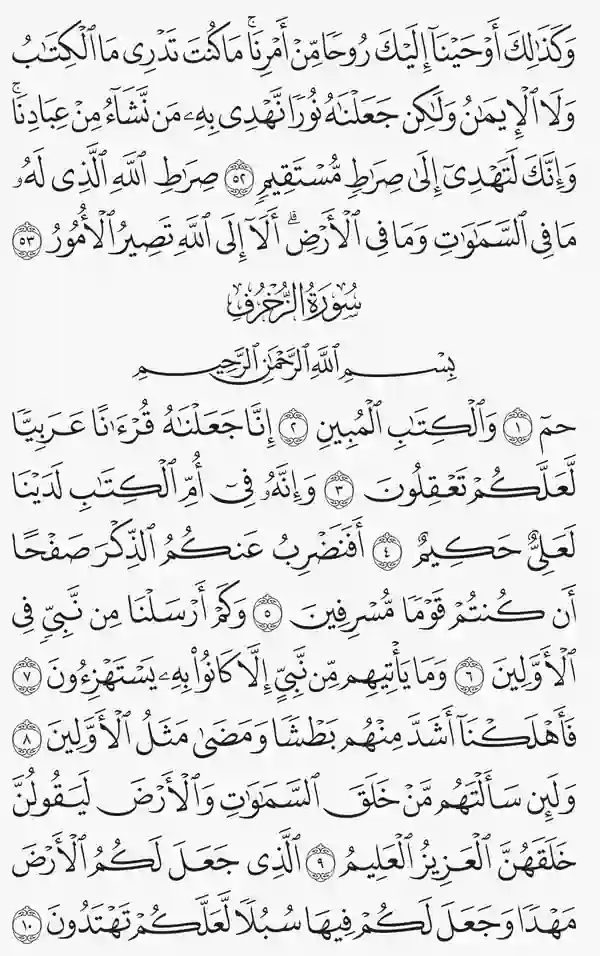 وَكَذَٰلِكَ أَوْحَيْنَآ إِلَيْكَ رُوحًا مِّنْ أَمْرِنَا ۚ مَا كُنتَ تَدْرِى مَا ٱلْكِتَٰبُ
وَلَا ٱلْإِيمَٰنُ وَلَٰكِن جَعَلْنَٰهُ نُورًا نَّهْدِى بِهِۦ مَن نَّشَآءُ مِنْ عِبَادِنَا ۚ
وَإِنَّكَ لَتَهْدِىٓ إِلَىٰ صِرَٰطٍ مُّسْتَقِيمٍ ٥٢ صِرَٰطِ ٱللَّهِ ٱلَّذِى لَهُۥ
مَا فِى ٱلسَّمَٰوَٰتِ وَمَا فِى ٱلْأَرْضِ ۗ أَلَآ إِلَى ٱللَّهِ تَصِيرُ ٱلْأُمُورُ ٥٣
سُورَةُ الزُّخْرُفِ
بِسْمِ ٱللَّهِ ٱلرَّحْمَٰنِ ٱلرَّحِيمِ
حمٓ ١ وَٱلْكِتَٰبِ ٱلْمُبِينِ ٢ إِنَّا جَعَلْنَٰهُ قُرْءَٰنًا عَرَبِيًّا
لَّعَلَّكُمْ تَعْقِلُونَ ٣ وَإِنَّهُۥ فِىٓ أُمِّ ٱلْكِتَٰبِ لَدَيْنَا
لَعَلِىٌّ حَكِيمٌ ٤ أَفَنَضْرِبُ عَنكُمُ ٱلذِّكْرَ صَفْحًا
أَن كُنتُمْ قَوْمًا مُّسْرِفِينَ ٥ وَكَمْ أَرْسَلْنَا مِن نَّبِىٍّ فِى
ٱلْأَوَّلِينَ ٦ وَمَا يَأْتِيهِم مِّن نَّبِىٍّ إِلَّا كَانُوا۟ بِهِۦ يَسْتَهْزِءُونَ ٧
فَأَهْلَكْنَآ أَشَدَّ مِنْهُم بَطْشًا وَمَضَىٰ مَثَلُ ٱلْأَوَّلِينَ ٨
وَلَئِن سَأَلْتَهُم مَّنْ خَلَقَ ٱلسَّمَٰوَٰتِ وَٱلْأَرْضَ لَيَقُولُنَّ
خَلَقَهُنَّ ٱلْعَزِيزُ ٱلْعَلِيمُ ٩ ٱلَّذِى جَعَلَ لَكُمُ ٱلْأَرْضَ
مَهْدًا وَجَعَلَ لَكُمْ فِيهَا سُبُلًا لَّعَلَّكُمْ تَهْتَدُونَ ١٠